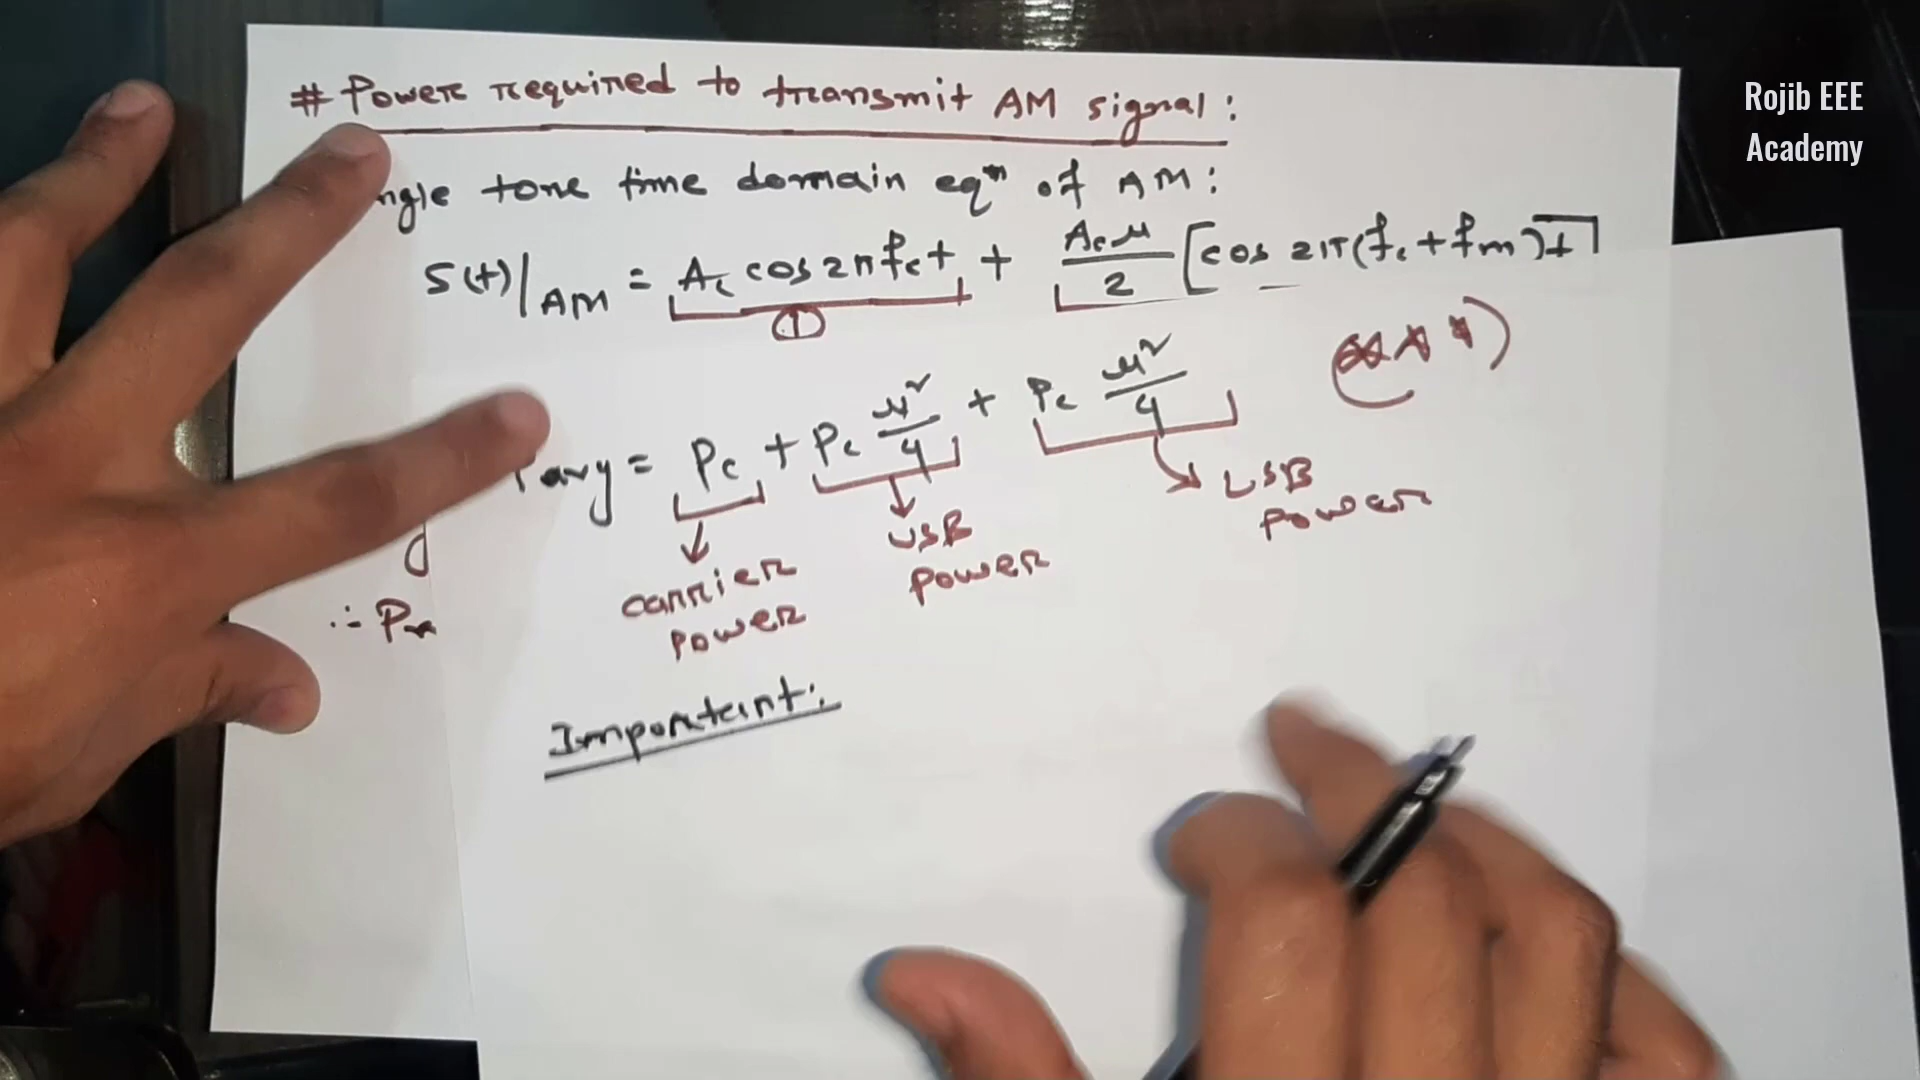 # Power required to transmit AM signal:
ngle tone time domain eqn of AM:
S(t)|AM = Ac cos2πfct + Acμ/2 [cos 2π(fc+fm)t]
①
Pavg = Pc + Pc μ²/4 + Pc μ²/4
carrier power
USB power
LSB power
∴ P
Important:
Rojib EEE
Academy